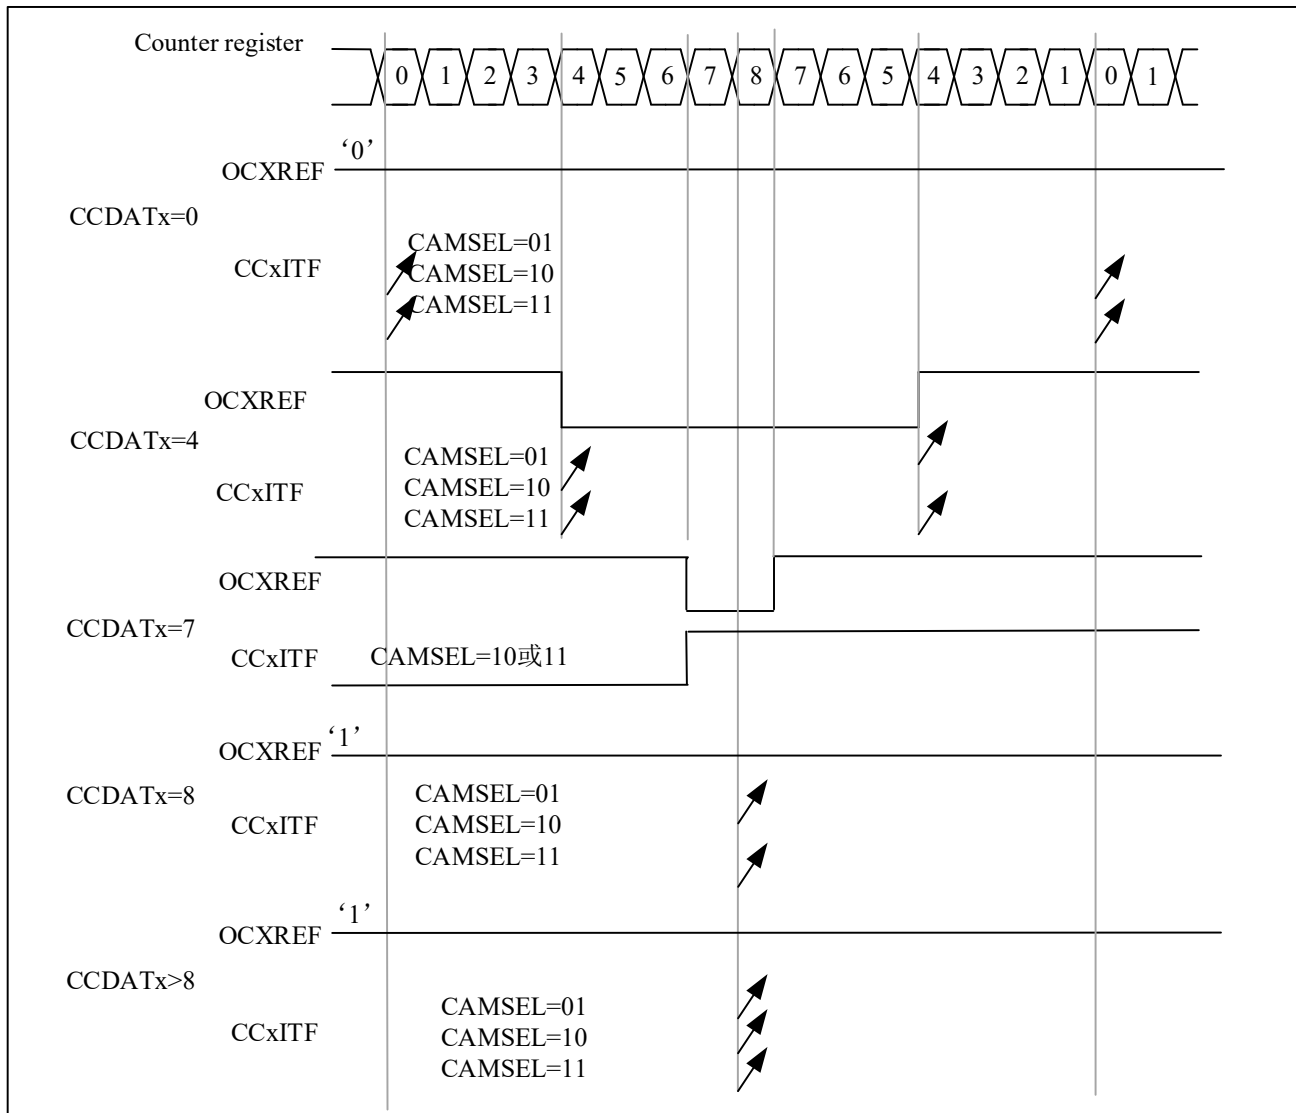 Counter register
0 1 2 3 4 5 6 7 8 7 6 5 4 3 2 1 0 1
‘0’
OCXREF
CCDATx=0
CAMSEL=01
CCxITF
CAMSEL=10
CAMSEL=11
OCXREF
CCDATx=4
CAMSEL=01
CCxITF
CAMSEL=10
CAMSEL=11
OCXREF
CCDATx=7
CCxITF
CAMSEL=10或11
‘1’
OCXREF
CCDATx=8
CAMSEL=01
CCxITF
CAMSEL=10
CAMSEL=11
‘1’
OCXREF
CCDATx>8
CAMSEL=01
CCxITF
CAMSEL=10
CAMSEL=11